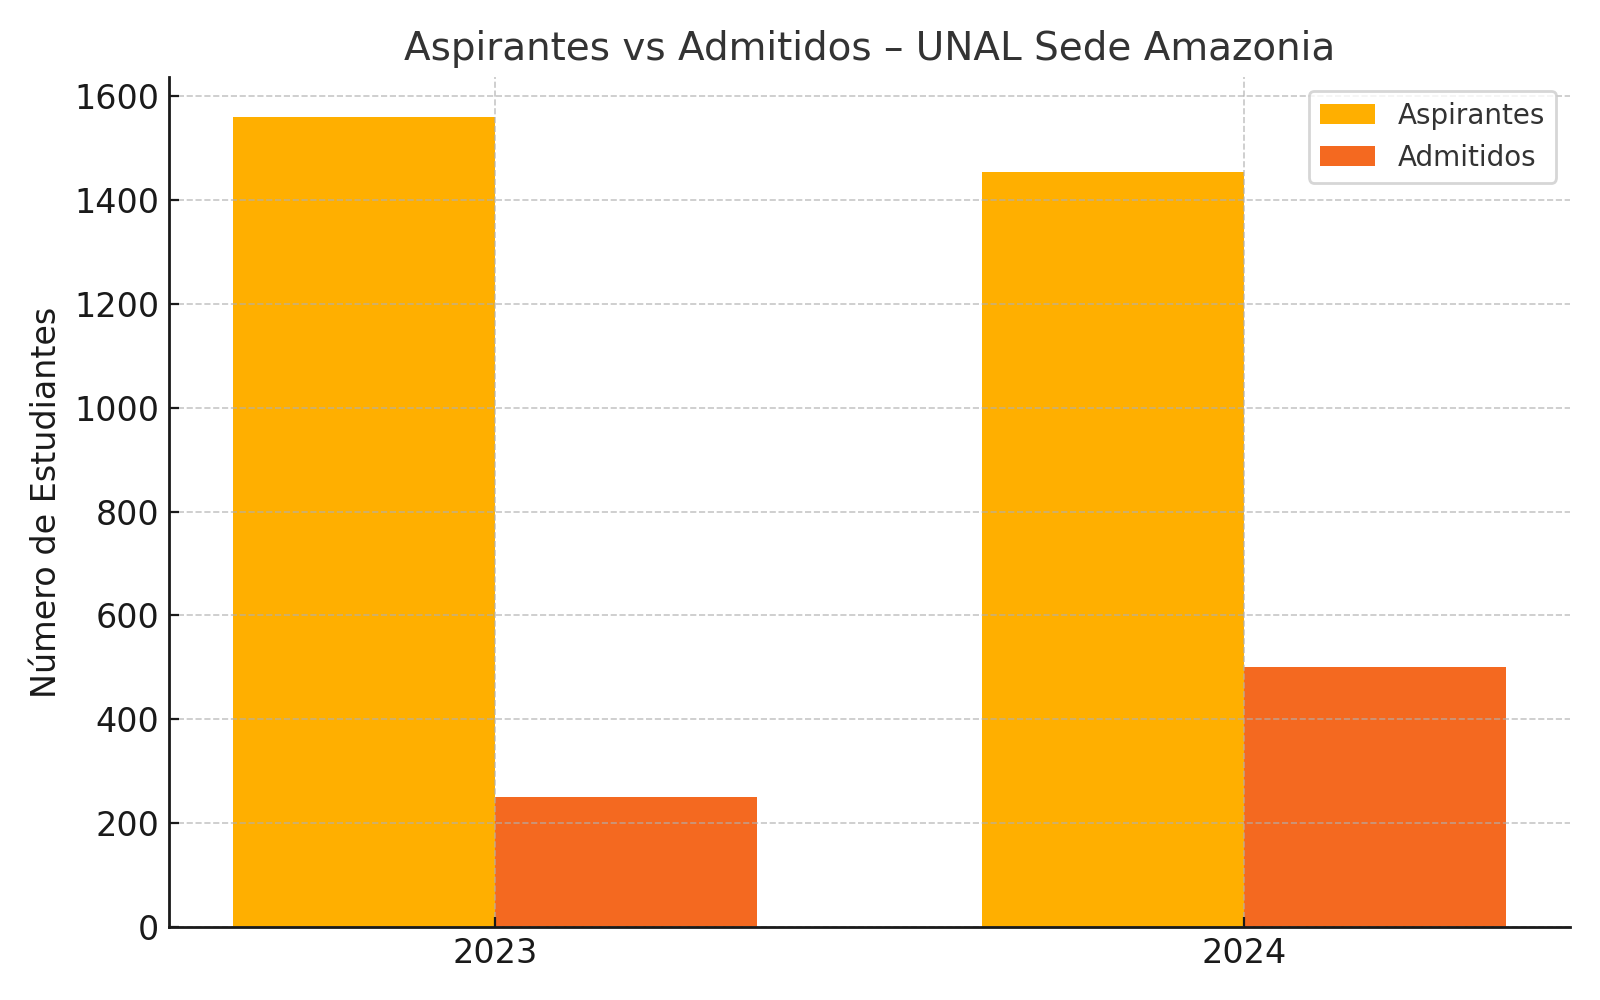 Aspirantes vs Admitidos – UNAL Sede Amazonia
1600
1400
1200
1000
800
600
400
200
0
Número de Estudiantes
2023
2024
Aspirantes
Admitidos